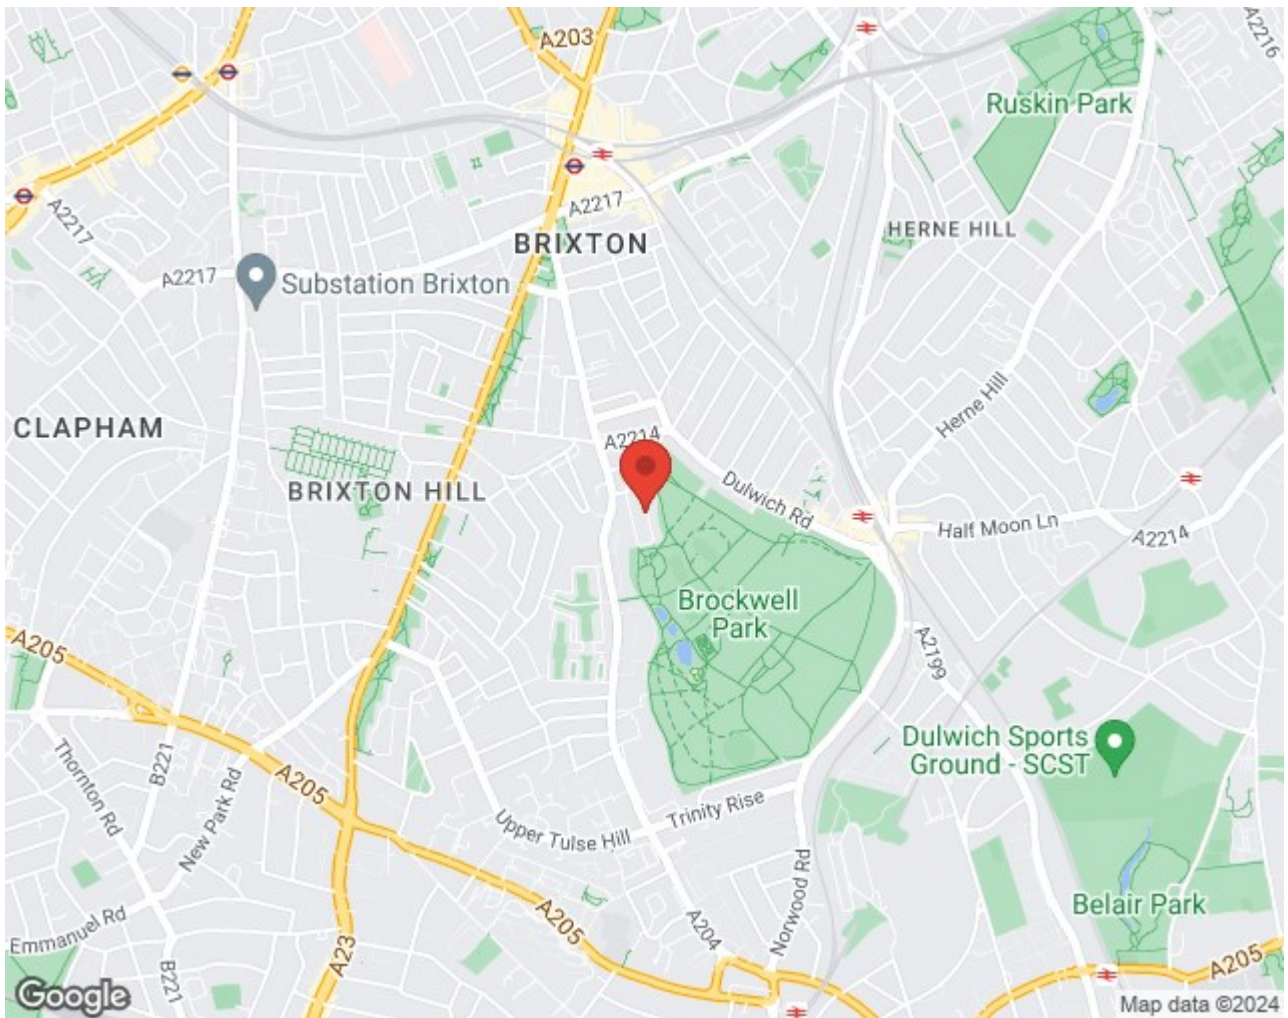 A203
A2216
Ruskin Park
A2217
A2217
HERNE HILL
BRIXTON
A2217
Substation Brixton
Herne Hill
CLAPHAM
A2214
BRIXTON HILL
Dulwich Rd
Half Moon Ln
A2214
Brockwell
Park
A205
A2199
Dulwich Sports
Ground - SCST
Thornton Rd
B221
New Park Rd
A205
Upper Tulse Hill
Trinity Rise
Norwood Rd
Belair Park
Emmanuel Rd
A205
A204
A23
B221
A205
Google
Map data ©2024